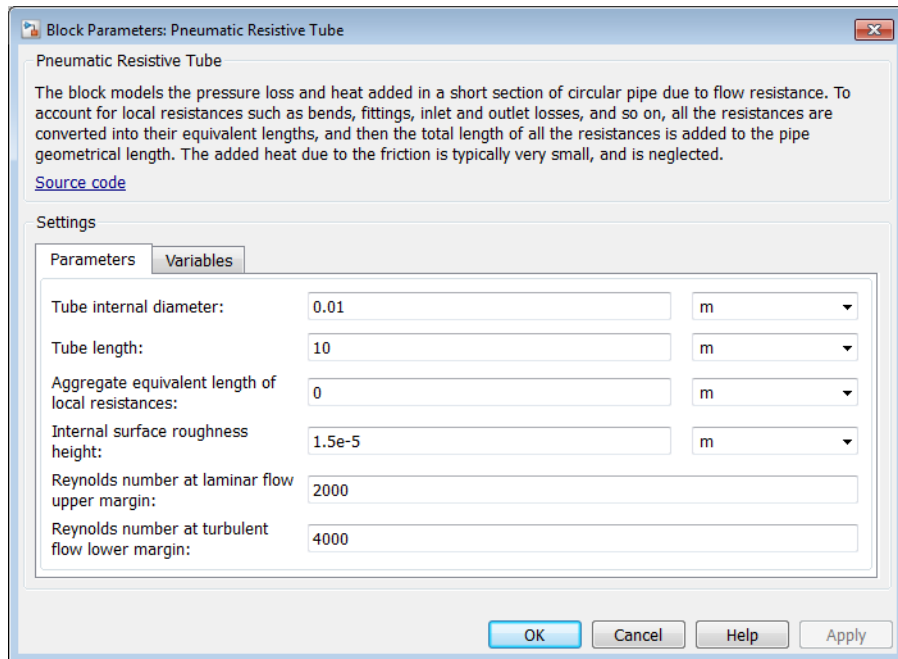 Block Parameters: Pneumatic Resistive Tube
Pneumatic Resistive Tube
The block models the pressure loss and heat added in a short section of circular pipe due to flow resistance. To
account for local resistances such as bends, fittings, inlet and outlet losses, and so on, all the resistances are
converted into their equivalent lengths, and then the total length of all the resistances is added to the pipe
geometrical length. The added heat due to the friction is typically very small, and is neglected.
Source code
Settings
Parameters Variables
Tube internal diameter: 0.01 m
Tube length: 10 m
Aggregate equivalent length of
local resistances: 0 m
Internal surface roughness
height: 1.5e-5 m
Reynolds number at laminar flow
upper margin: 2000
Reynolds number at turbulent
flow lower margin: 4000
OK Cancel Help Apply